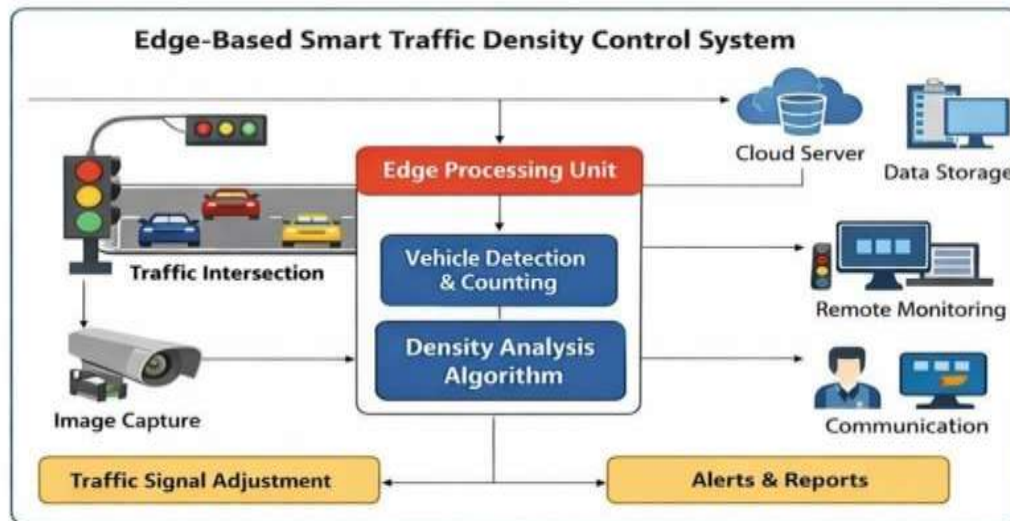 Edge-Based Smart Traffic Density Control System
Cloud Server
Data Storage
Edge Processing Unit
Traffic Intersection
Vehicle Detection
& Counting
Remote Monitoring
Density Analysis
Algorithm
Image Capture
Communication
Traffic Signal Adjustment
Alerts & Reports